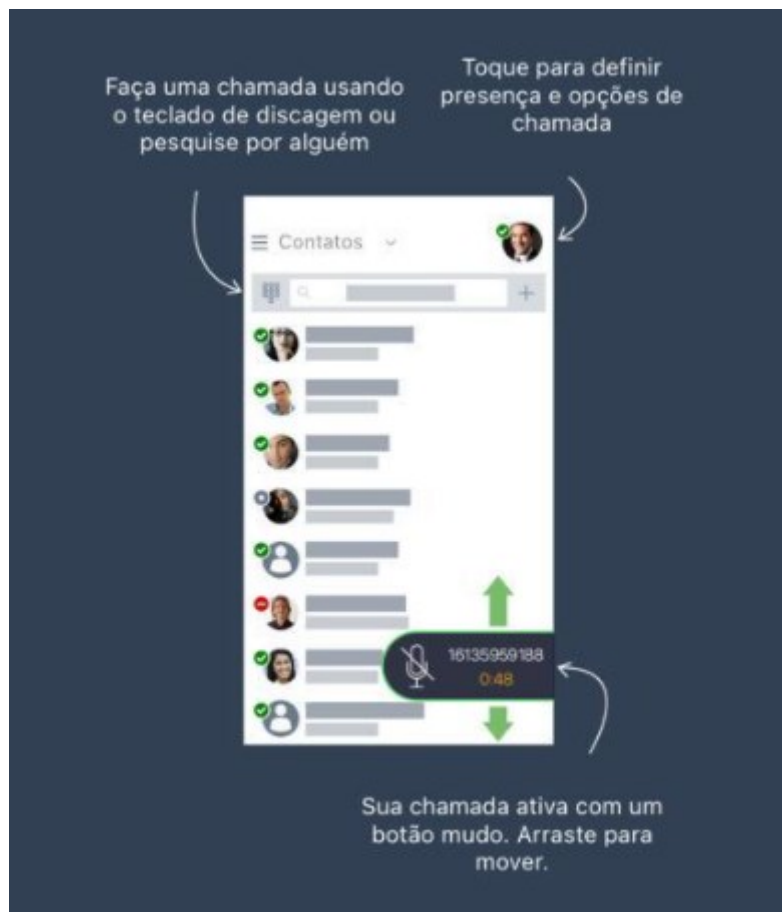 Faça uma chamada usando
o teclado de discagem ou
pesquise por alguém
Toque para definir
presença e opções de
chamada
Contatos
16135959188
0:48
Sua chamada ativa com um
botão mudo. Arraste para
mover.